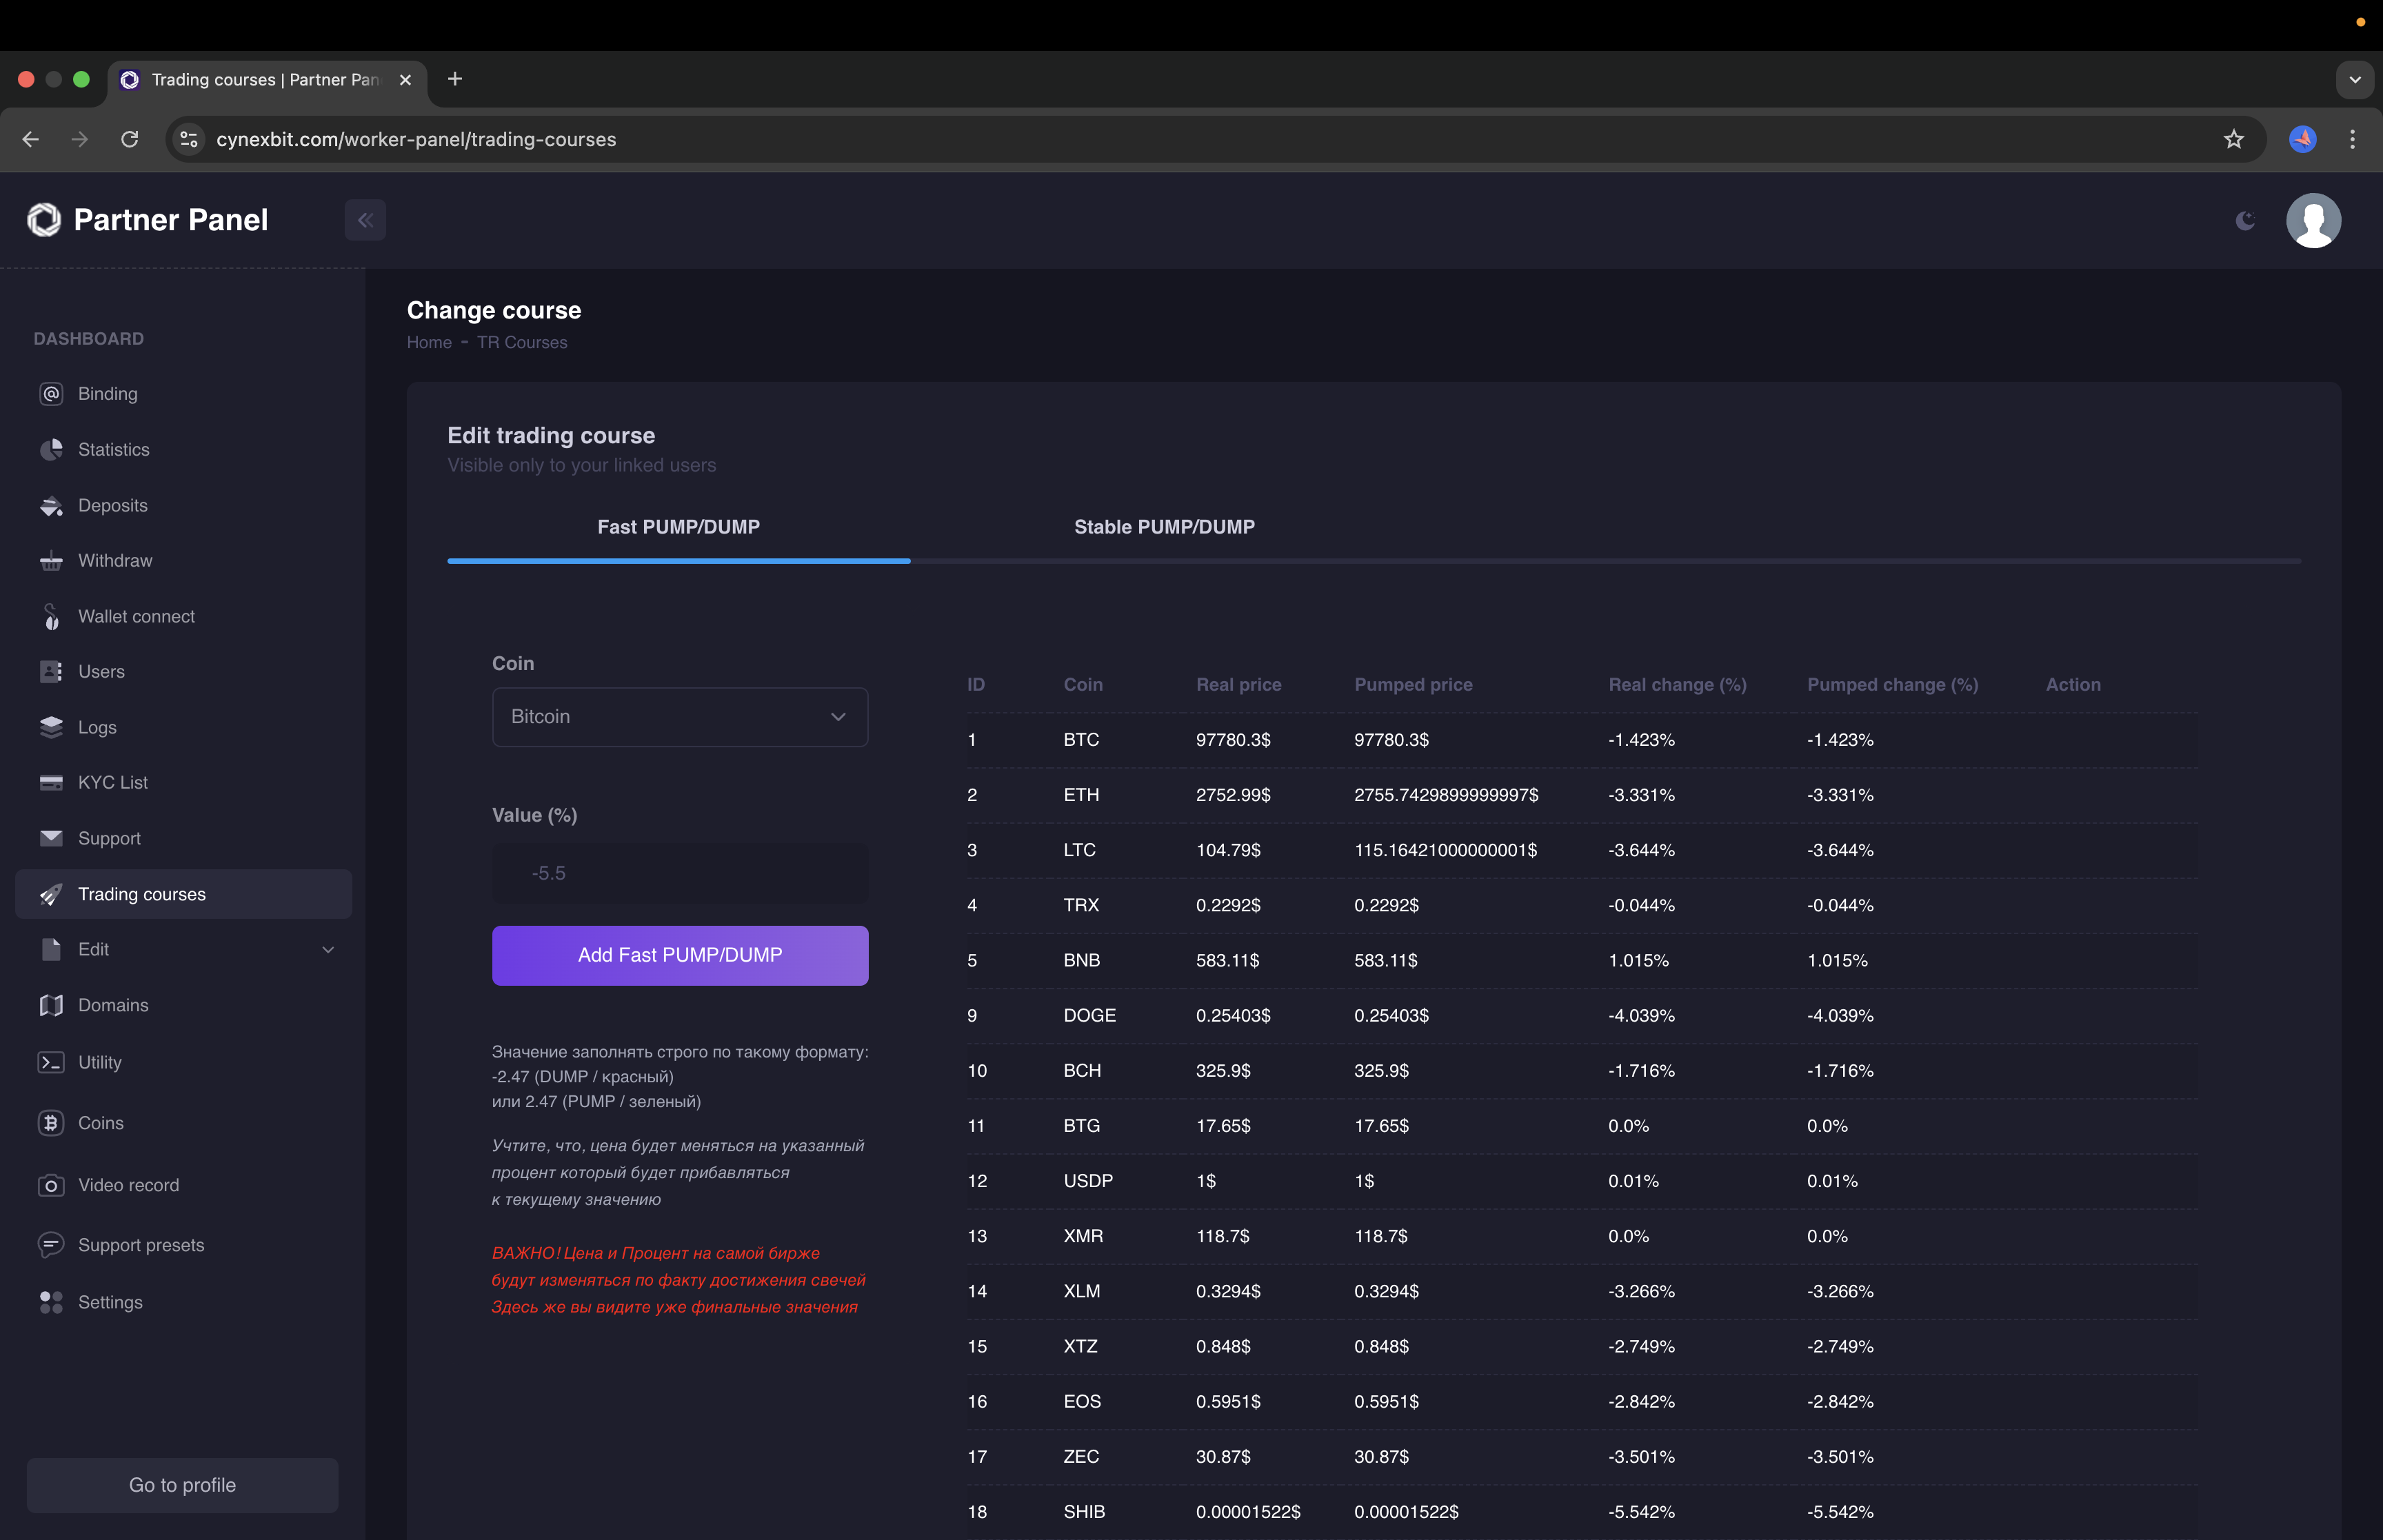 Trading courses | Partner Pan
cynexbit.com/worker-panel/trading-courses
Partner Panel
DASHBOARD
Binding
Statistics
Deposits
Withdraw
Wallet connect
Users
Logs
KYC List
Support
Trading courses
Edit
Domains
Utility
Coins
Video record
Support presets
Settings
Go to profile
Change course
Home - TR Courses
Edit trading course
Visible only to your linked users
Fast PUMP/DUMP Stable PUMP/DUMP
Coin
Bitcoin
Value (%)
-5.5
Add Fast PUMP/DUMP
Значение заполнять строго по такому формату:
-2.47 (DUMP / красный)
или 2.47 (PUMP / зеленый)
Учтите, что, цена будет меняться на указанный
процент который будет прибавляться
к текущему значению
ВАЖНО! Цена и Процент на самой бирже
будут изменяться по факту достижения свечей
Здесь же вы видите уже финальные значения
ID Coin Real price Pumped price Real change (%) Pumped change (%) Action
1 BTC 97780.3$ 97780.3$ -1.423% -1.423%
2 ETH 2752.99$ 2755.7429899999997$ -3.331% -3.331%
3 LTC 104.79$ 115.16421000000001$ -3.644% -3.644%
4 TRX 0.2292$ 0.2292$ -0.044% -0.044%
5 BNB 583.11$ 583.11$ 1.015% 1.015%
9 DOGE 0.25403$ 0.25403$ -4.039% -4.039%
10 BCH 325.9$ 325.9$ -1.716% -1.716%
11 BTG 17.65$ 17.65$ 0.0% 0.0%
12 USDP 1$ 1$ 0.01% 0.01%
13 XMR 118.7$ 118.7$ 0.0% 0.0%
14 XLM 0.3294$ 0.3294$ -3.266% -3.266%
15 XTZ 0.848$ 0.848$ -2.749% -2.749%
16 EOS 0.5951$ 0.5951$ -2.842% -2.842%
17 ZEC 30.87$ 30.87$ -3.501% -3.501%
18 SHIB 0.00001522$ 0.00001522$ -5.542% -5.542%